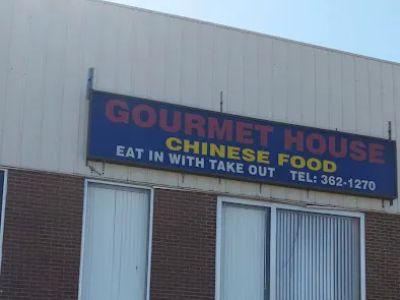 GOURMET HOUSE
CHINESE FOOD
EAT IN WITH TAKE OUT TEL: 362-1270